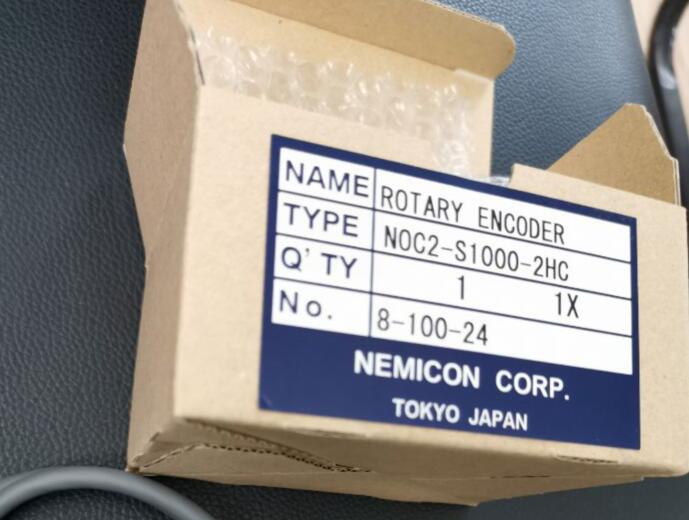 NAME ROTARY ENCODER
TYPE NOC2-S1000-2HC
Q'TY 1 1X
No. 8-100-24
NEMICON CORP.
TOKYO JAPAN